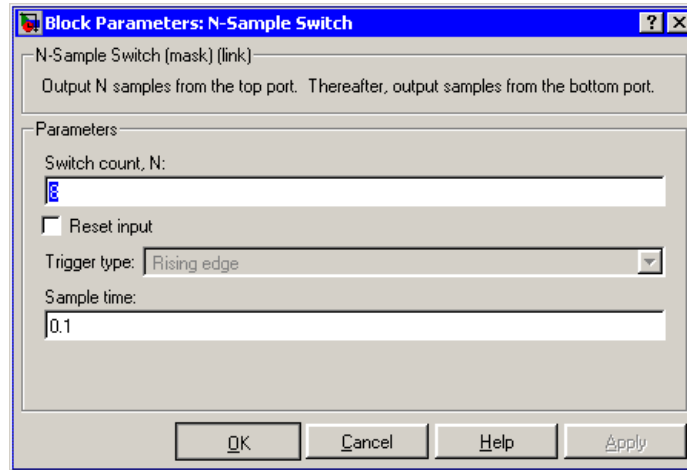 Block Parameters: N-Sample Switch
N-Sample Switch (mask) (link)
Output N samples from the top port.  Thereafter, output samples from the bottom port.
Parameters
Switch count, N:
8
Reset input
Trigger type: Rising edge
Sample time:
0.1
OK Cancel Help Apply